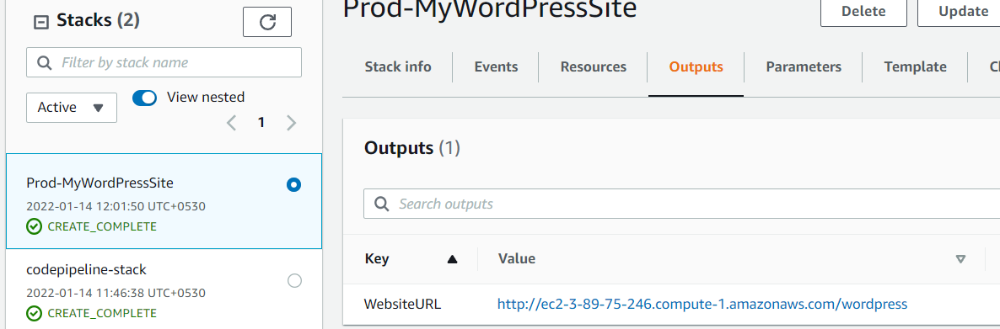 Stacks (2)
Filter by stack name
Active
View nested
1
Prod-MyWordPressSite
2022-01-14 12:01:50 UTC+0530
CREATE_COMPLETE
codepipeline-stack
2022-01-14 11:46:38 UTC+0530
CREATE_COMPLETE
Prod-MyWordPressSite
Delete
Update
Stack info
Events
Resources
Outputs
Parameters
Template
Outputs (1)
Search outputs
Key
Value
WebsiteURL
http://ec2-3-89-75-246.compute-1.amazonaws.com/wordpress